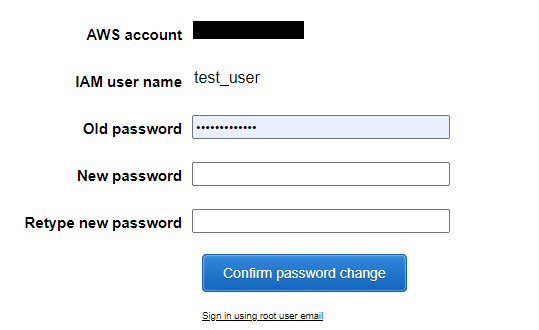 AWS account
IAM user name test_user
Old password •••••••••••••
New password
Retype new password
Confirm password change
Sign in using root user email